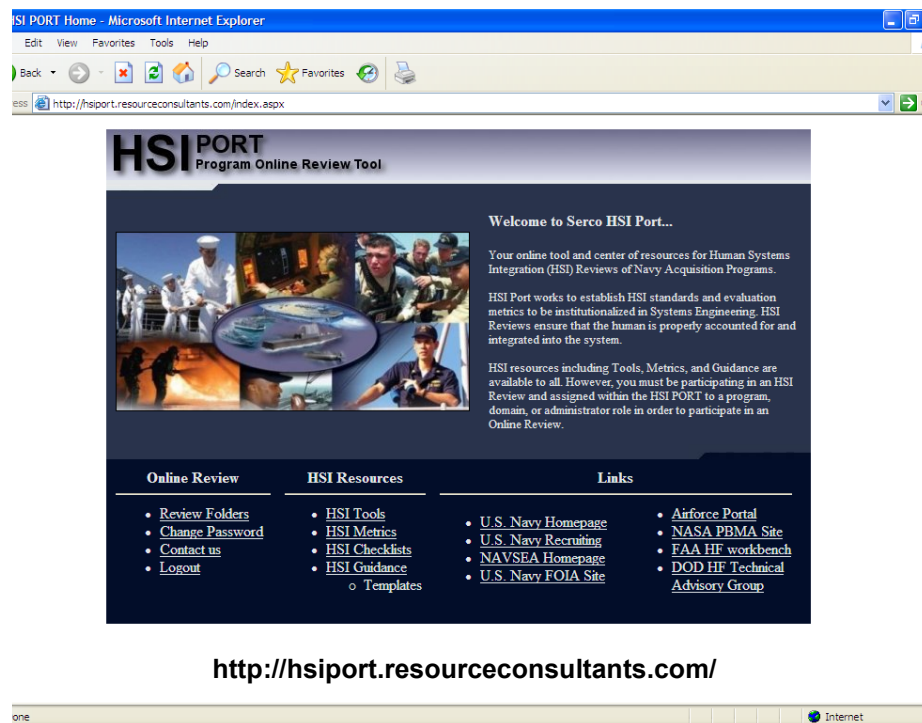 HSI PORT Home - Microsoft Internet Explorer
Edit View Favorites Tools Help
Back Search Favorites
ess http://hsiport.resourceconsultants.com/index.aspx
HSI PORT
Program Online Review Tool
Welcome to Serco HSI Port...
Your online tool and center of resources for Human Systems
Integration (HSI) Reviews of Navy Acquisition Programs.
HSI Port works to establish HSI standards and evaluation
metrics to be institutionalized in Systems Engineering. HSI
Reviews ensure that the human is properly accounted for and
integrated into the system.
HSI resources including Tools, Metrics, and Guidance are
available to all. However, you must be participating in an HSI
Review and assigned within the HSI PORT to a program,
domain, or administrator role in order to participate in an
Online Review.
Online Review
• Review Folders
• Change Password
• Contact us
• Logout
HSI Resources
• HSI Tools
• HSI Metrics
• HSI Checklists
• HSI Guidance
o Templates
Links
• U.S. Navy Homepage
• U.S. Navy Recruiting
• NAVSEA Homepage
• U.S. Navy FOIA Site
• Airforce Portal
• NASA PBMA Site
• FAA HF workbench
• DOD HF Technical
Advisory Group
http://hsiport.resourceconsultants.com/
one Internet